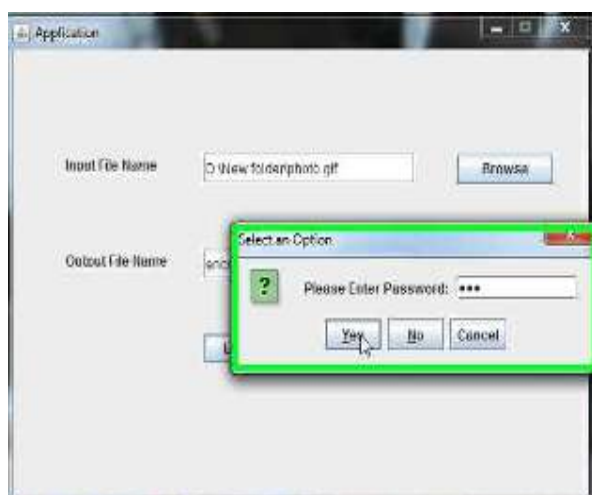 Application
Input File Name
D:\New folder\photo.gif
Browse
Select an Option
Output File Name
Please Enter Password: •••
Yes
No
Cancel